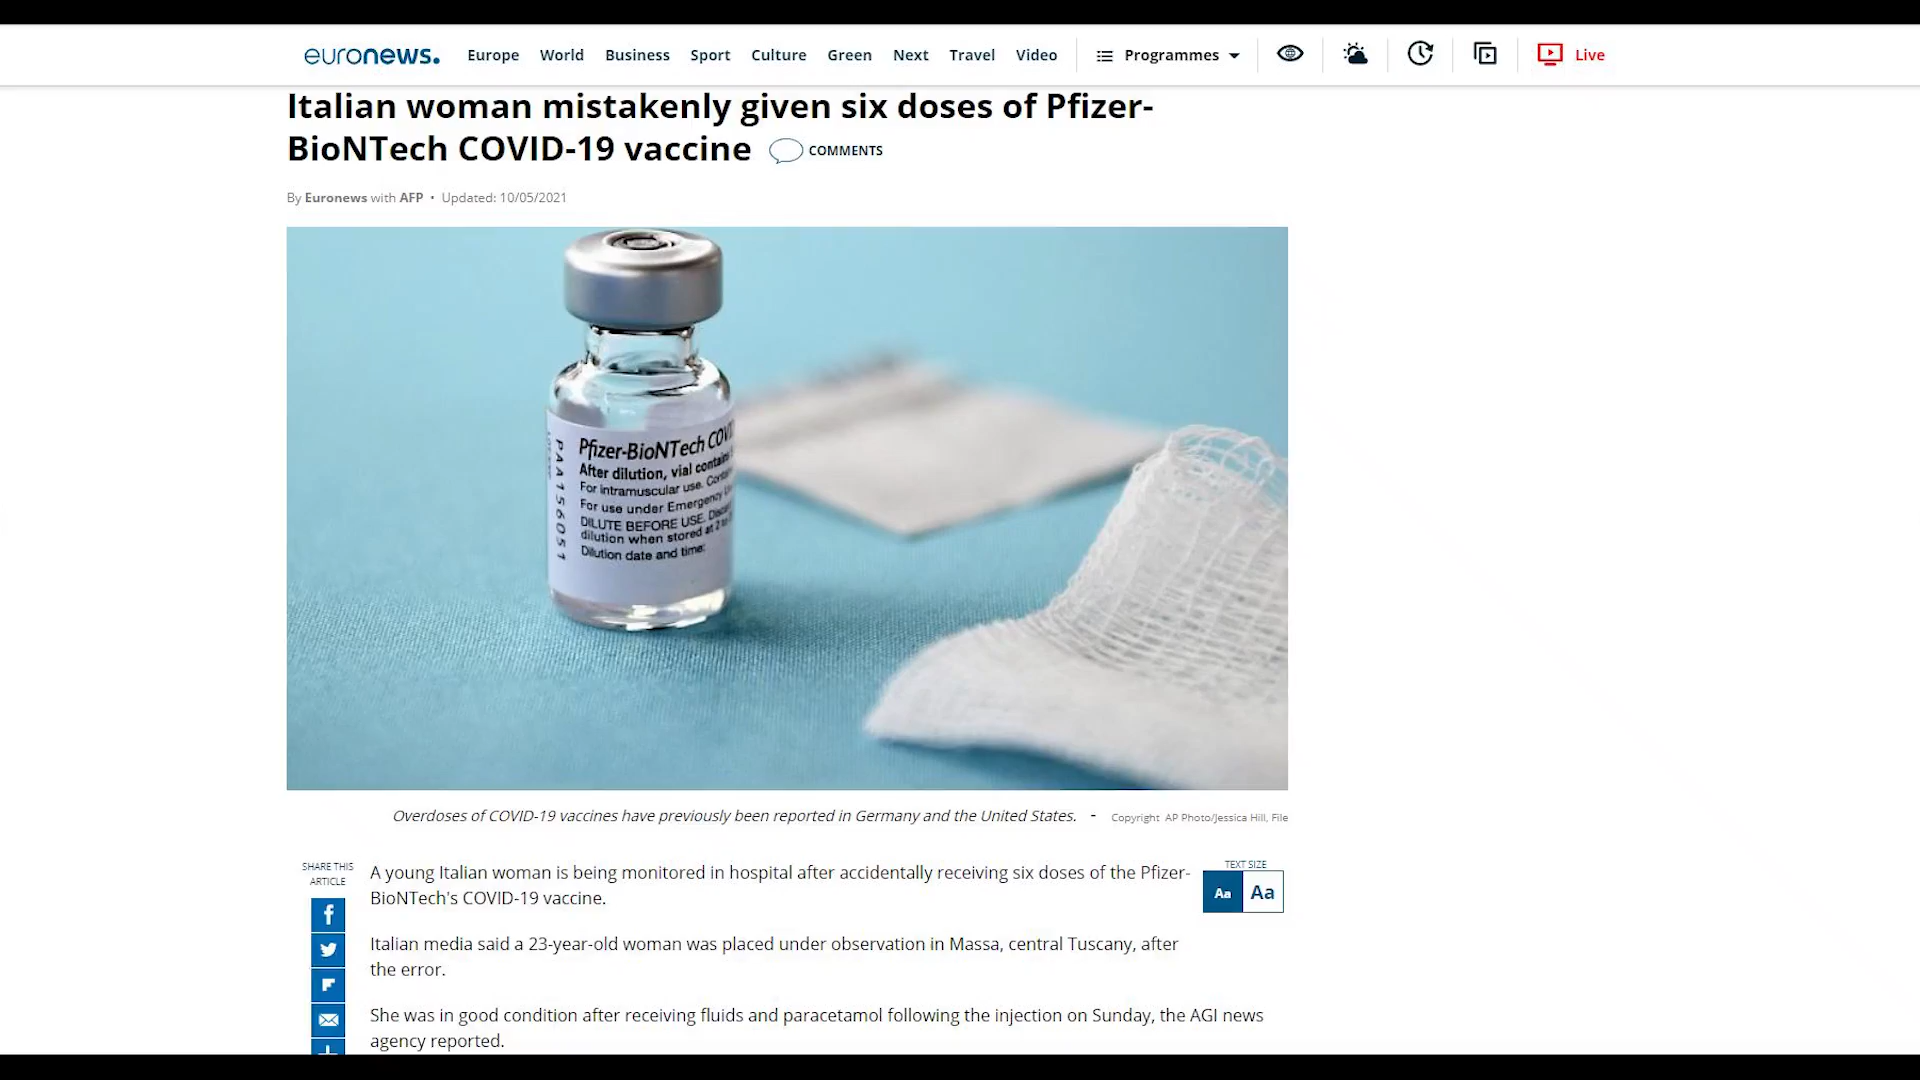 euronews.
Europe World Business Sport Culture Green Next Travel Video Programmes Live
Italian woman mistakenly given six doses of Pfizer-
BioNTech COVID-19 vaccine COMMENTS
By Euronews with AFP • Updated: 10/05/2021
Pfizer-BioNTech COV
After dilution, vial contains
For intramuscular use.
For use under Emergency
DILUTE BEFORE USE.
dilution when stored at 2
Dilution date and time:
PAA156051
Overdoses of COVID-19 vaccines have previously been reported in Germany and the United States. - Copyright AP Photo/Jessica Hill, File
SHARE THIS
ARTICLE
TEXT SIZE
Aa Aa
A young Italian woman is being monitored in hospital after accidentally receiving six doses of the Pfizer-
BioNTech's COVID-19 vaccine.
Italian media said a 23-year-old woman was placed under observation in Massa, central Tuscany, after
the error.
She was in good condition after receiving fluids and paracetamol following the injection on Sunday, the AGI news
agency reported.